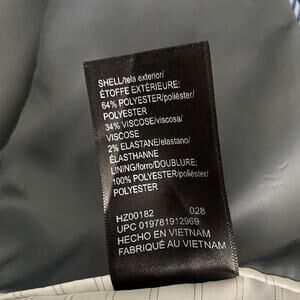 SHELL/tela exterior/
ÉTOFFE EXTÉRIEURE:
64% POLYESTER/poliéster/
POLYESTER
34% VISCOSE/viscosa/
VISCOSE
2% ELASTANE/elastano/
ÉLASTHANNE
LINING/forro/DOUBLURE:
100% POLYESTER/poliéster/
POLYESTER
HZ00182 028
UPC 019781912969
HECHO EN VIETNAM
FABRIQUÉ AU VIETNAM